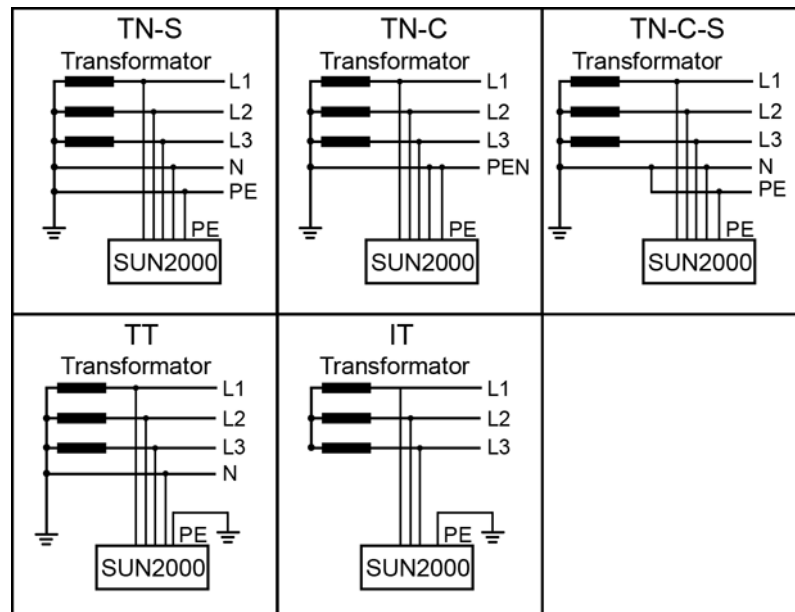 TN-S
Transformator
L1
L2
L3
N
PE
PE
SUN2000
TN-C
Transformator
L1
L2
L3
PEN
PE
SUN2000
TN-C-S
Transformator
L1
L2
L3
N
PE
PE
SUN2000
TT
Transformator
L1
L2
L3
N
PE
SUN2000
IT
Transformator
L1
L2
L3
PE
SUN2000